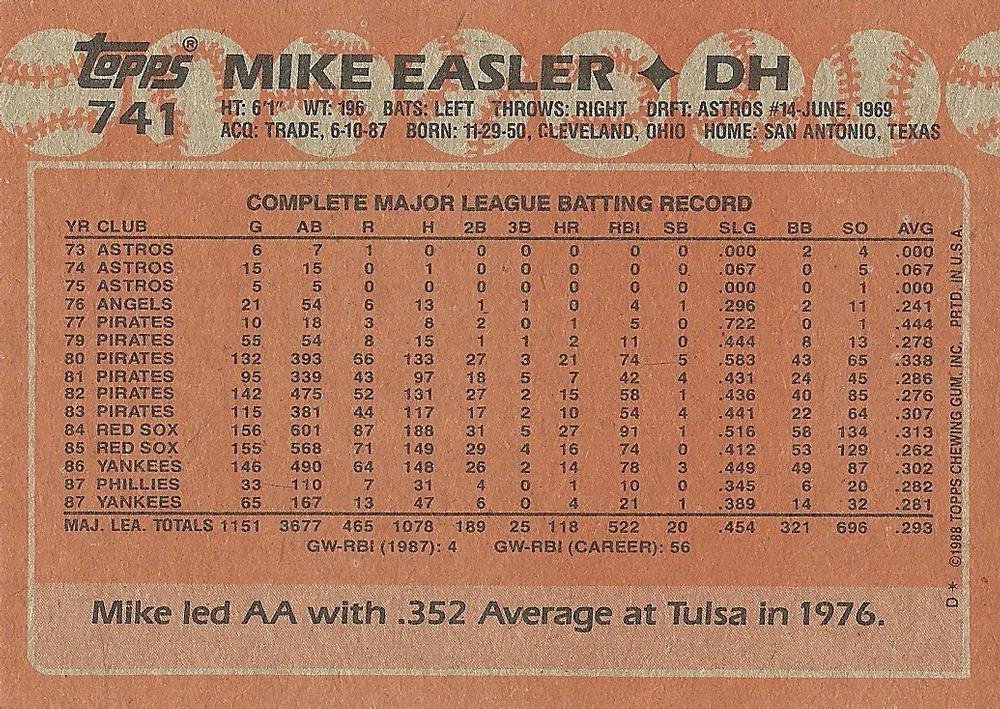 Topps® MIKE EASLER ✦ DH
741 HT: 6'1" WT: 196 BATS: LEFT THROWS: RIGHT DRFT: ASTROS #14-JUNE, 1969
ACQ: TRADE, 6-10-87 BORN: 11-29-50, CLEVELAND, OHIO HOME: SAN ANTONIO, TEXAS
COMPLETE MAJOR LEAGUE BATTING RECORD
YR CLUB G AB R H 2B 3B HR RBI SB SLG BB SO AVG
73 ASTROS 6 7 1 0 0 0 0 0 0 .000 2 4 .000
74 ASTROS 15 15 0 1 0 0 0 0 0 .067 0 5 .067
75 ASTROS 5 5 0 0 0 0 0 0 0 .000 0 1 .000
76 ANGELS 21 54 6 13 1 1 0 4 1 .296 2 11 .241
77 PIRATES 10 18 3 8 2 0 1 5 0 .722 0 1 .444
79 PIRATES 55 54 8 15 1 1 2 11 0 .444 8 13 .278
80 PIRATES 132 393 66 133 27 3 21 74 5 .583 43 65 .338
81 PIRATES 95 339 43 97 18 5 7 42 4 .431 24 45 .286
82 PIRATES 142 475 52 131 27 2 15 58 1 .436 40 85 .276
83 PIRATES 115 381 44 117 17 2 10 54 4 .441 22 64 .307
84 RED SOX 156 601 87 188 31 5 27 91 1 .516 58 134 .313
85 RED SOX 155 568 71 149 29 4 16 74 0 .412 53 129 .262
86 YANKEES 146 490 64 148 26 2 14 78 3 .449 49 87 .302
87 PHILLIES 33 110 7 31 4 0 1 10 0 .345 6 20 .282
87 YANKEES 65 167 13 47 6 0 4 21 1 .389 14 32 .281
MAJ. LEA. TOTALS 1151 3677 465 1078 189 25 118 522 20 .454 321 696 .293
GW-RBI (1987): 4 GW-RBI (CAREER): 56
Mike led AA with .352 Average at Tulsa in 1976.
D* ©1988 TOPPS CHEWING GUM, INC. PRTD. IN U.S.A.